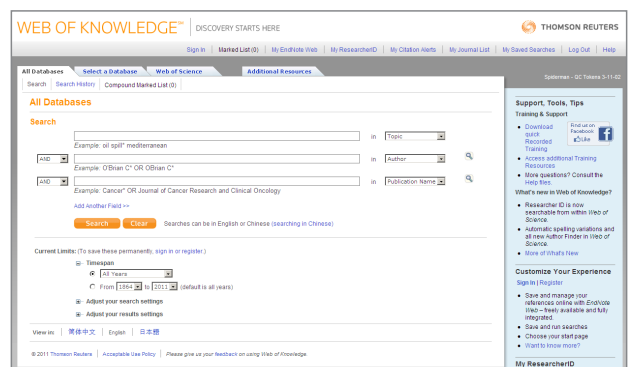 WEB OF KNOWLEDGE℠ | DISCOVERY STARTS HERE
THOMSON REUTERS
Sign In | Marked List (0) | My EndNote Web | My ResearcherID | My Citation Alerts | My Journal List | My Saved Searches | Log Out | Help
All Databases Select a Database Web of Science Additional Resources
Search | Search History | Compound Marked List (0)
Spiderman - QC Tokens 3-11-02
All Databases
Search
in Topic
Example: oil spill* mediterranean
AND in Author
Example: O'Brian C* OR OBrian C*
AND in Publication Name
Example: Cancer* OR Journal of Cancer Research and Clinical Oncology
Add Another Field >>
Search Clear Searches can be in English or Chinese (searching in Chinese)
Current Limits: (To save these permanently, sign in or register.)
Timespan
All Years
From 1864 to 2011 (default is all years)
Adjust your search settings
Adjust your results settings
View in: | 简体中文 | English | 日本語
© 2011 Thomson Reuters | Acceptable Use Policy | Please give us your feedback on using Web of Knowledge.
Support, Tools, Tips
Training & Support
Download
quick
Recorded
Training
Find us on
Facebook
Like
Access additional Training
Resources
More questions? Consult the
Help files.
What's new in Web of Knowledge?
Researcher ID is now
searchable from within Web of
Science.
Automatic spelling variations and
all new Author Finder in Web of
Science.
More of What's New
Customize Your Experience
Sign In | Register
Save and manage your
references online with EndNote
Web – freely available and fully
integrated.
Save and run searches
Choose your start page
Want to know more?
My ResearcherID